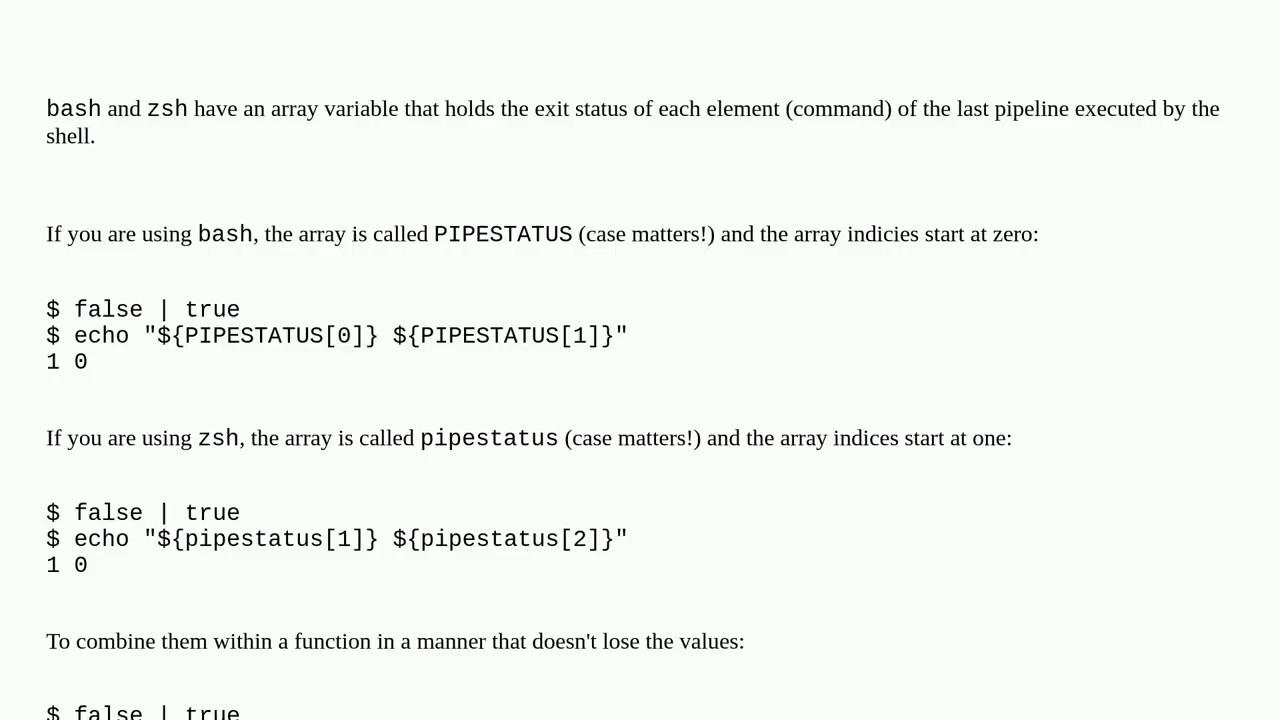 bash and zsh have an array variable that holds the exit status of each element (command) of the last pipeline executed by the
shell.
If you are using bash, the array is called PIPESTATUS (case matters!) and the array indicies start at zero:
$ false | true
$ echo "${PIPESTATUS[0]} ${PIPESTATUS[1]}"
1 0
If you are using zsh, the array is called pipestatus (case matters!) and the array indices start at one:
$ false | true
$ echo "${pipestatus[1]} ${pipestatus[2]}"
1 0
To combine them within a function in a manner that doesn't lose the values:
$ false | true